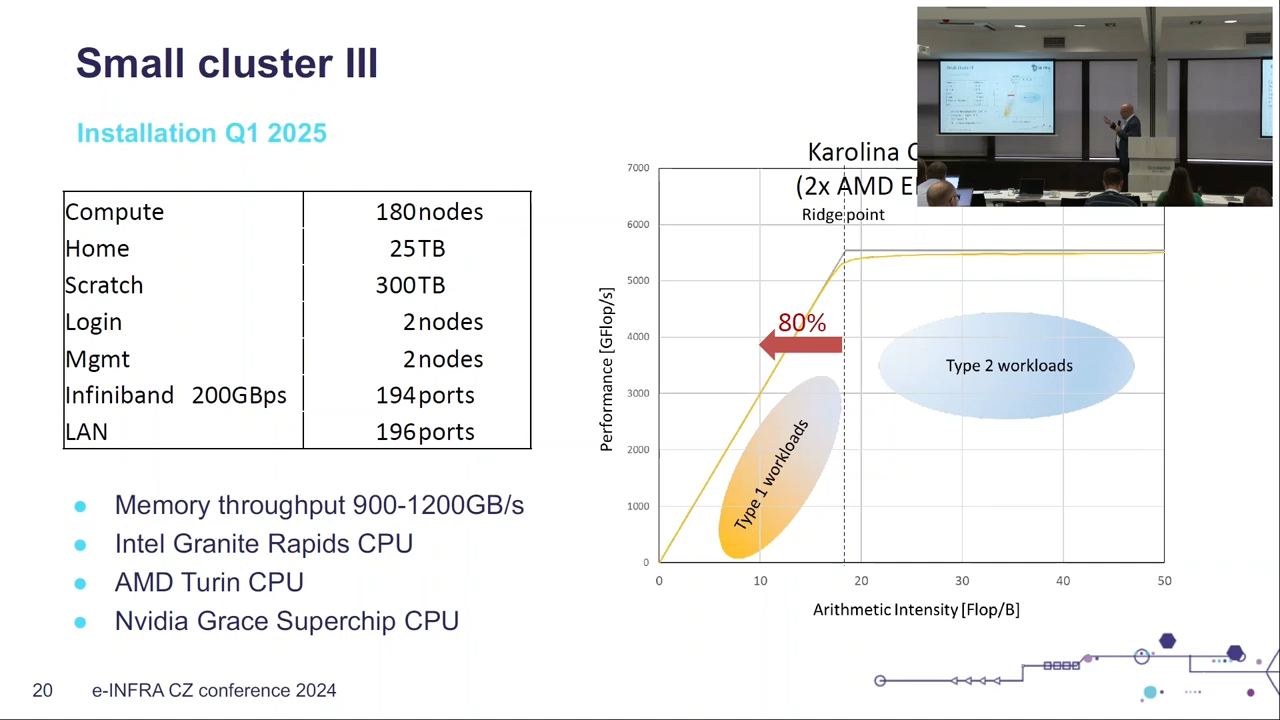 Small cluster III
Installation Q1 2025
Compute 180 nodes
Home 25 TB
Scratch 300 TB
Login 2 nodes
Mgmt 2 nodes
Infiniband 200GBps 194 ports
LAN 196 ports
• Memory throughput 900-1200GB/s
• Intel Granite Rapids CPU
• AMD Turin CPU
• Nvidia Grace Superchip CPU
Karolina
(2x AMD
Ridge point
7000
6000
5000
4000
3000
2000
1000
0
Performance [GFlop/s]
80%
Type 1 workloads
Type 2 workloads
0 10 20 30 40 50
Arithmetic Intensity [Flop/B]
20 e-INFRA CZ conference 2024